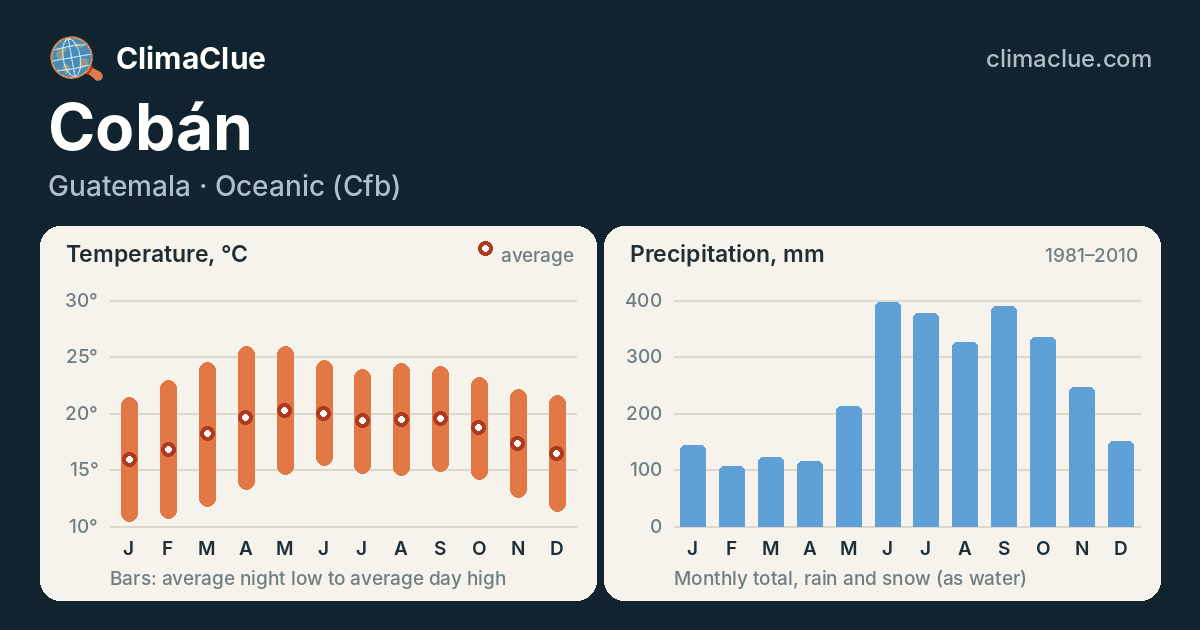 ClimaClue
climaclue.com
Cobán
Guatemala · Oceanic (Cfb)
Temperature, °C
average
30°
25°
20°
15°
10°
J F M A M J J A S O N D
Bars: average night low to average day high
Precipitation, mm
1981–2010
400
300
200
100
0
J F M A M J J A S O N D
Monthly total, rain and snow (as water)